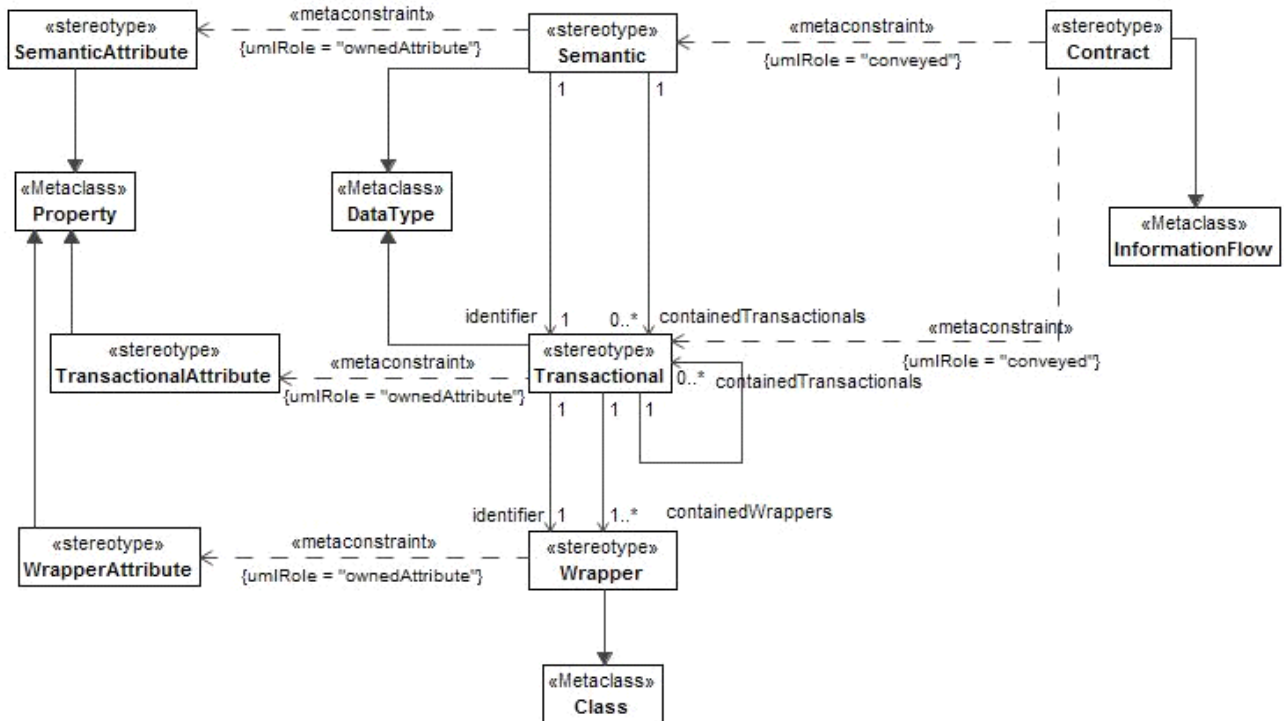 «metaconstraint»
«stereotype»
SemanticAttribute
{umlRole = "ownedAttribute"}
«stereotype»
Semantic
«metaconstraint»
{umlRole = "conveyed"}
«stereotype»
Contract
1
1
«Metaclass»
Property
«Metaclass»
DataType
«Metaclass»
InformationFlow
identifier
1
0..*
containedTransactionals
«metaconstraint»
{umlRole = "conveyed"}
«stereotype»
TransactionalAttribute
«metaconstraint»
{umlRole = "ownedAttribute"}
«stereotype»
Transactional
0..*
containedTransactionals
1
1
1
identifier
1
1..*
containedWrappers
«stereotype»
WrapperAttribute
«metaconstraint»
{umlRole = "ownedAttribute"}
«stereotype»
Wrapper
«Metaclass»
Class